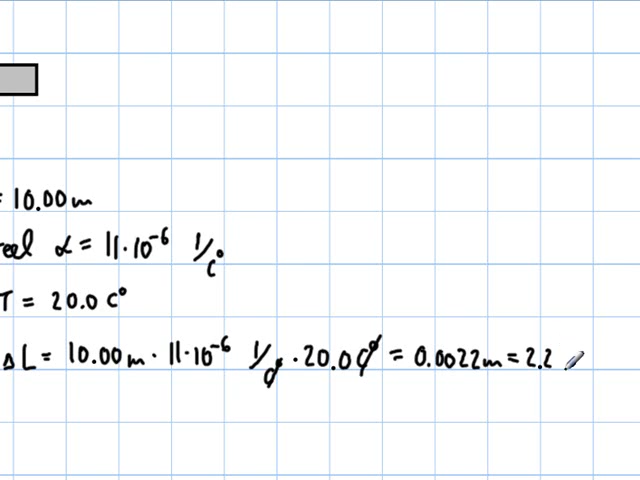 = 10.00 m
eel α = 11·10⁻⁶ 1/C°
T = 20.0 C°
ΔL = 10.00 m · 11·10⁻⁶ 1/C° · 20.0 C° = 0.0022 m = 2.2